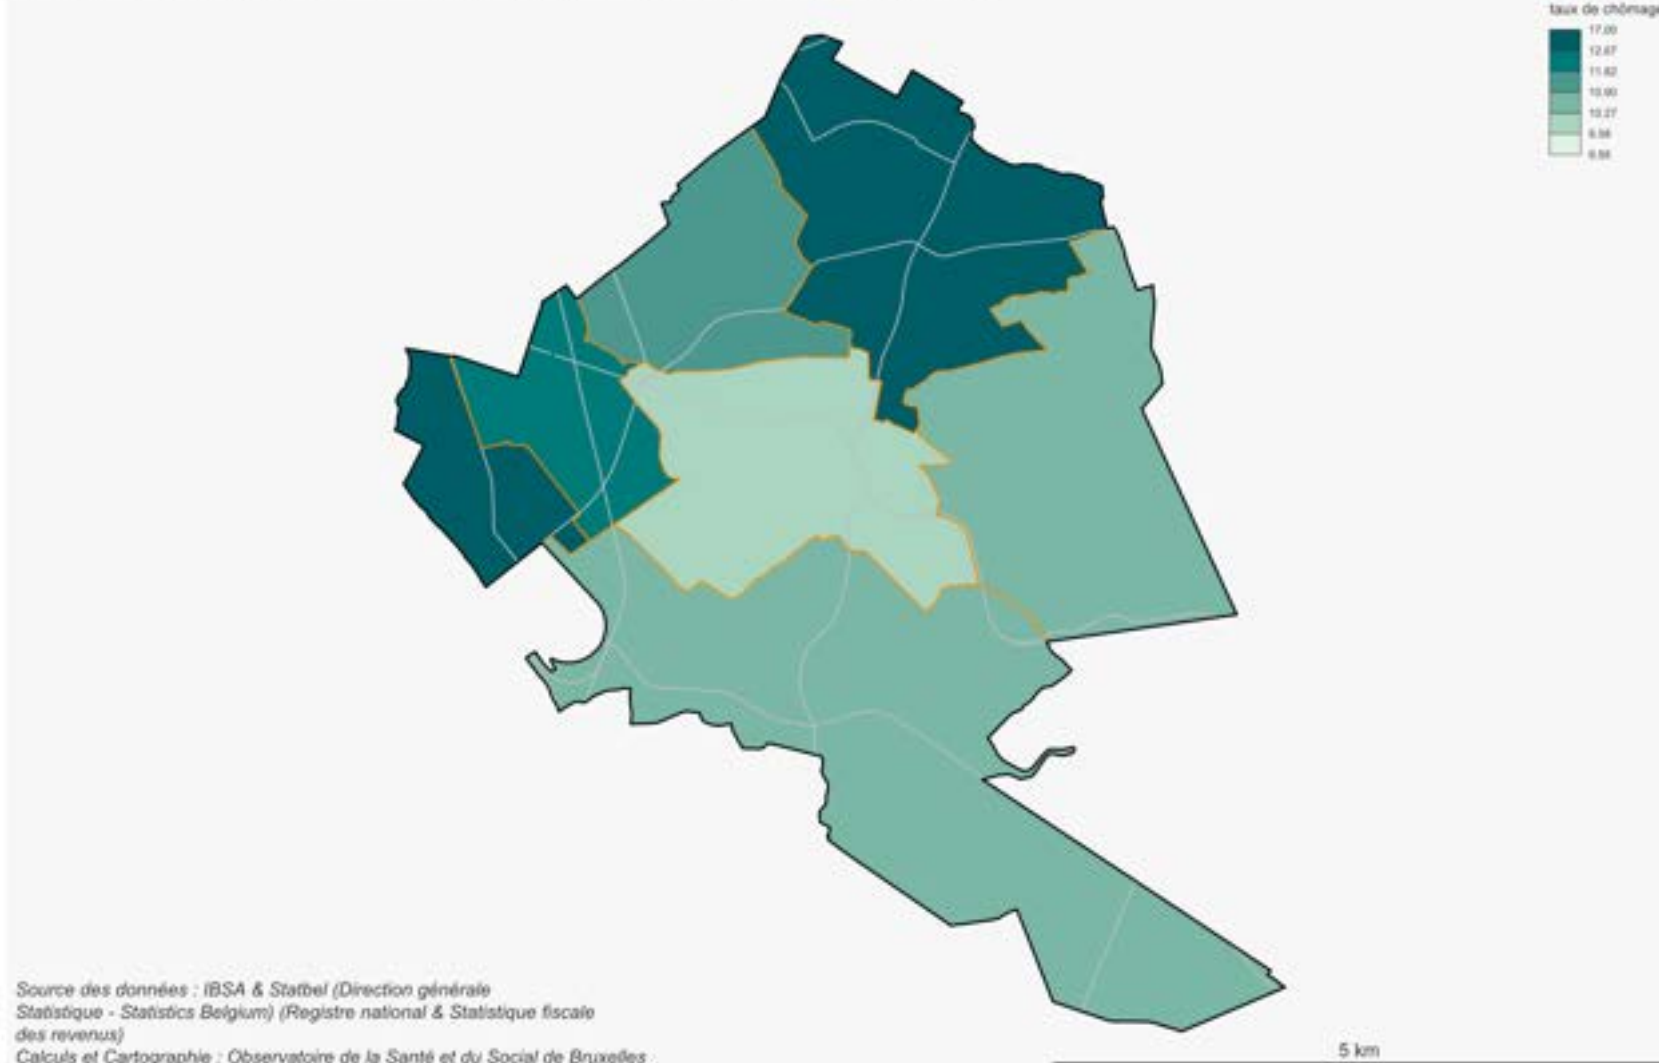 taux de chômage
17.00
12.67
11.62
10.90
10.27
9.58
Source des données : IBSA & Statbel (Direction générale
Statistique - Statistics Belgium) (Registre national & Statistique fiscale
des revenus)
Calculs et Cartographie : Observatoire de la Santé et du Social de Bruxelles
5 km